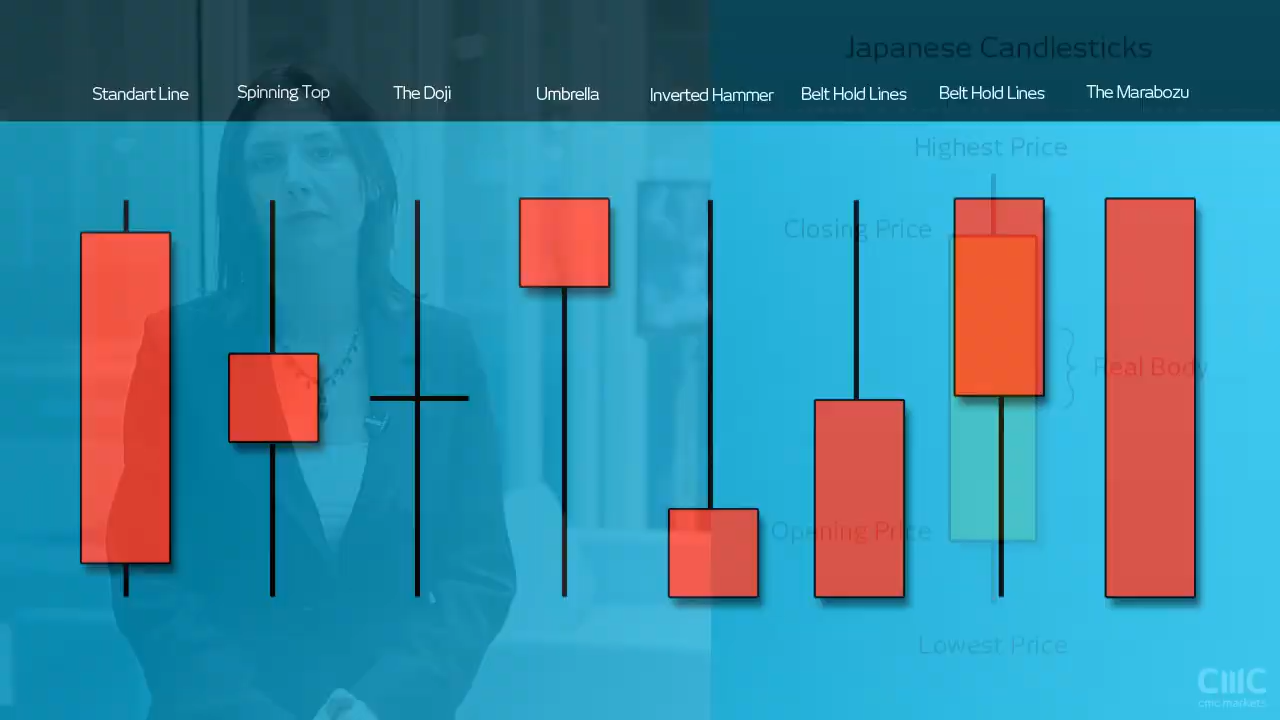 Japanese Candlesticks
Standart Line
Spinning Top
The Doji
Umbrella
Inverted Hammer
Belt Hold Lines
Belt Hold Lines
The Marabozu
Highest Price
Closing Price
Real Body
Opening Price
Lowest Price
CMC
cmc markets